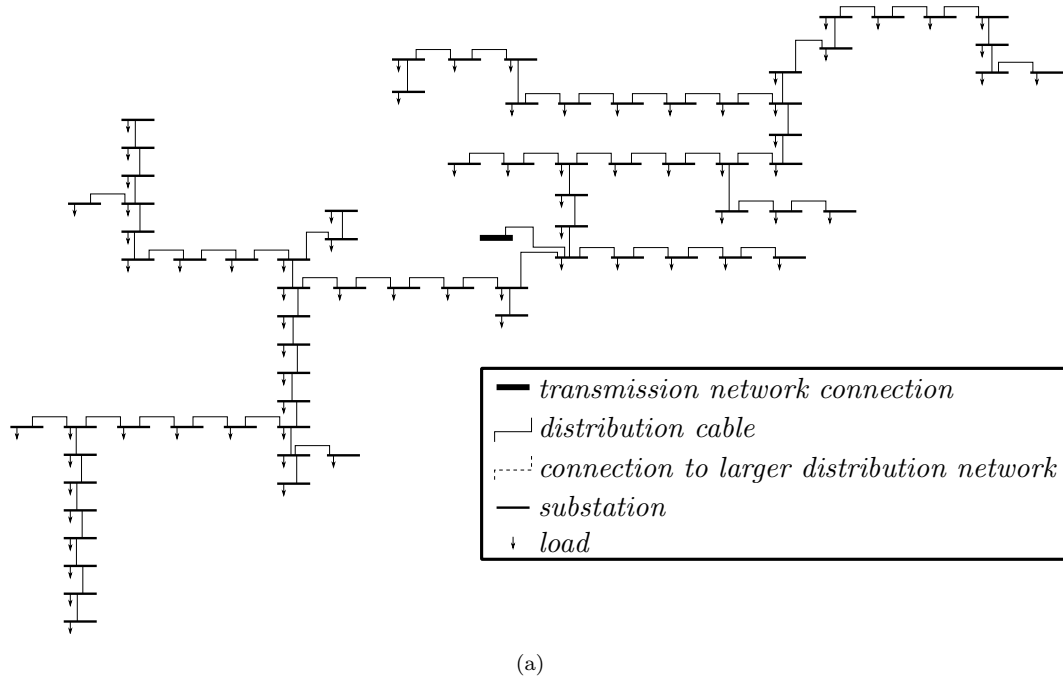 transmission network connection
distribution cable
connection to larger distribution network
substation
load
(a)